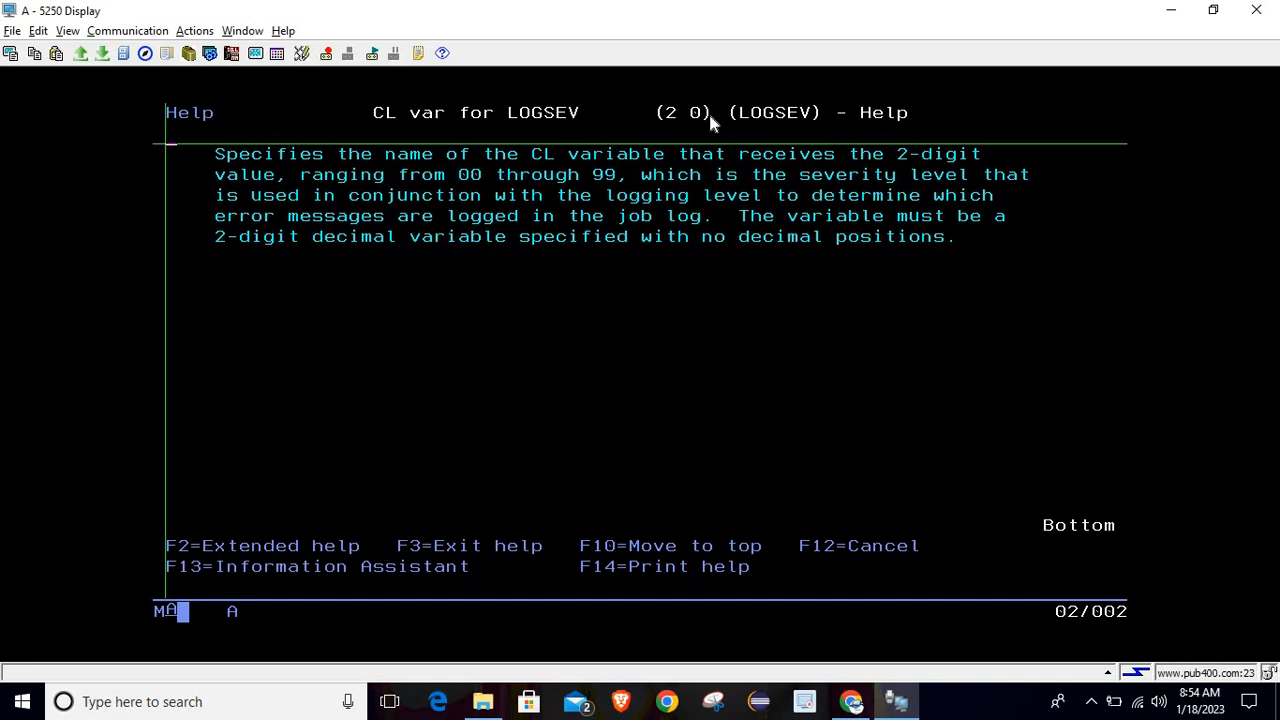 A - 5250 Display
File Edit View Communication Actions Window Help
Help CL var for LOGSEV (2 0) (LOGSEV) - Help
Specifies the name of the CL variable that receives the 2-digit
value, ranging from 00 through 99, which is the severity level that
is used in conjunction with the logging level to determine which
error messages are logged in the job log. The variable must be a
2-digit decimal variable specified with no decimal positions.
Bottom
F2=Extended help F3=Exit help F10=Move to top F12=Cancel
F13=Information Assistant F14=Print help
MA A 02/002
www.pub400.com:23
Type here to search
2
8:54 AM
1/18/2023